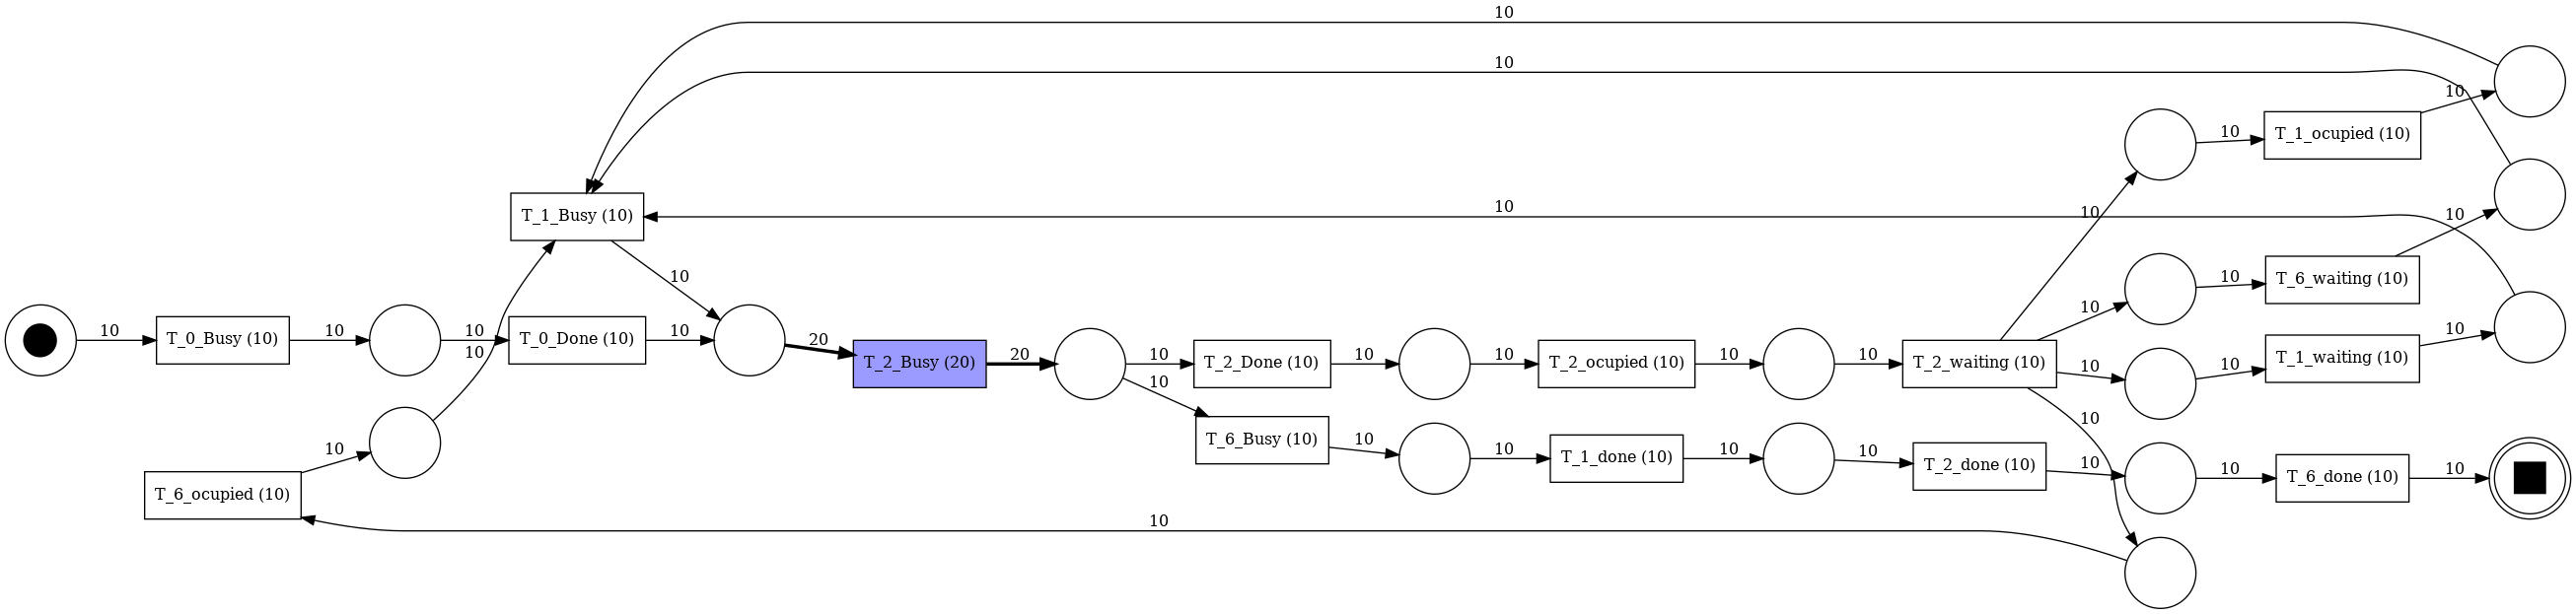 10
10
T_1_ocupied (10)
10
10
10
T_1_Busy (10)
10
10
10
10
T_6_waiting (10)
10
10
10
T_0_Busy (10)
10
10
T_0_Done (10)
10
20
T_2_Busy (20)
20
10
T_2_Done (10)
10
10
T_2_ocupied (10)
10
10
T_2_waiting (10)
10
10
T_1_waiting (10)
10
10
10
T_6_Busy (10)
10
10
T_1_done (10)
10
10
T_2_done (10)
10
10
10
T_6_done (10)
10
T_6_ocupied (10)
10
10